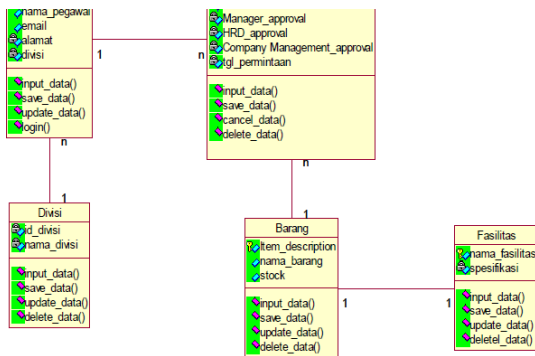 nama_pegawai
email
alamat
divisi
input_data()
save_data()
update_data()
login()
1
n
Manager_approval
HRD_approval
Company Management_approval
tgl_permintaan
input_data()
save_data()
cancel_data()
delete_data()
n
1
Divisi
id_divisi
nama_divisi
input_data()
save_data()
update_data()
delete_data()
n
1
Barang
item_description
nama_barang
stock
input_data()
save_data()
update_data()
delete_data()
1
1
Fasilitas
nama_fasilitas
spesifikasi
input_data()
save_data()
update_data()
deletel_data()